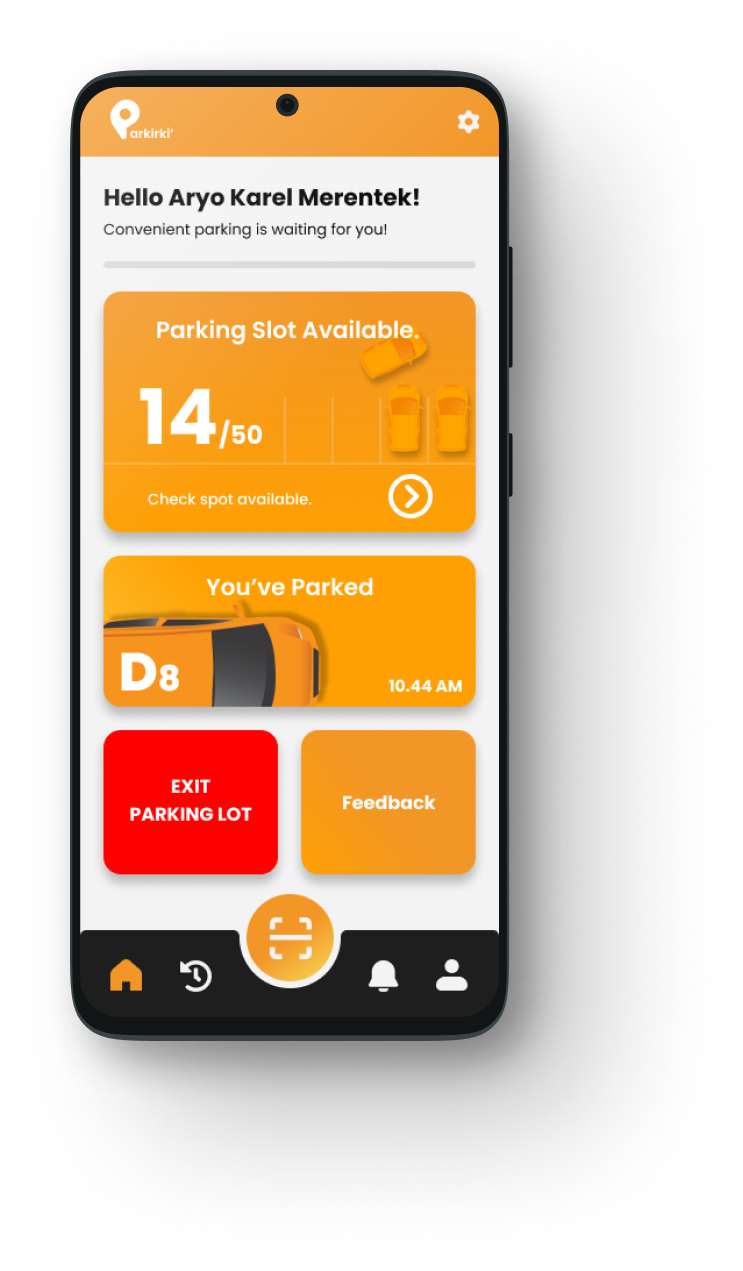 Parkirki'
Hello Aryo Karel Merentek!
Convenient parking is waiting for you!
Parking Slot Available.
14/50
Check spot available.
You've Parked
D8
10.44 AM
EXIT
PARKING LOT
Feedback